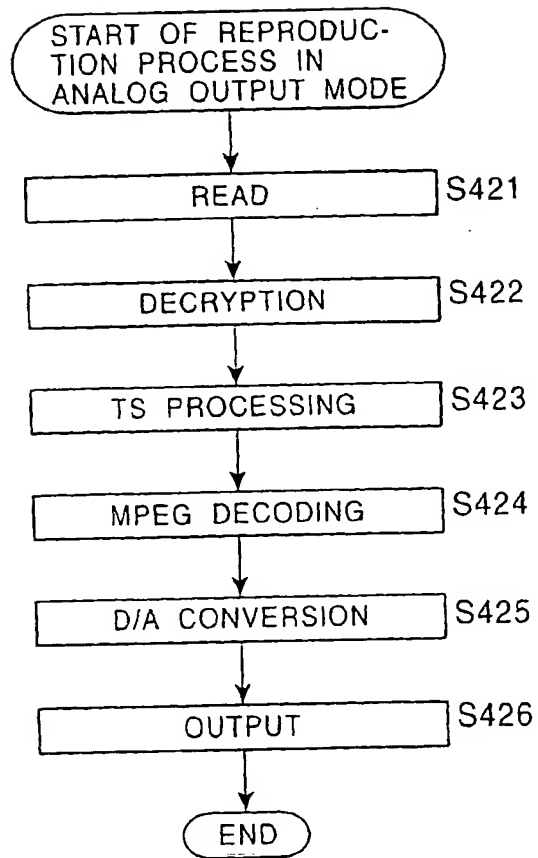 START OF REPRODUC-
TION PROCESS IN
ANALOG OUTPUT MODE
READ S421
DECRYPTION S422
TS PROCESSING S423
MPEG DECODING S424
D/A CONVERSION S425
OUTPUT S426
END